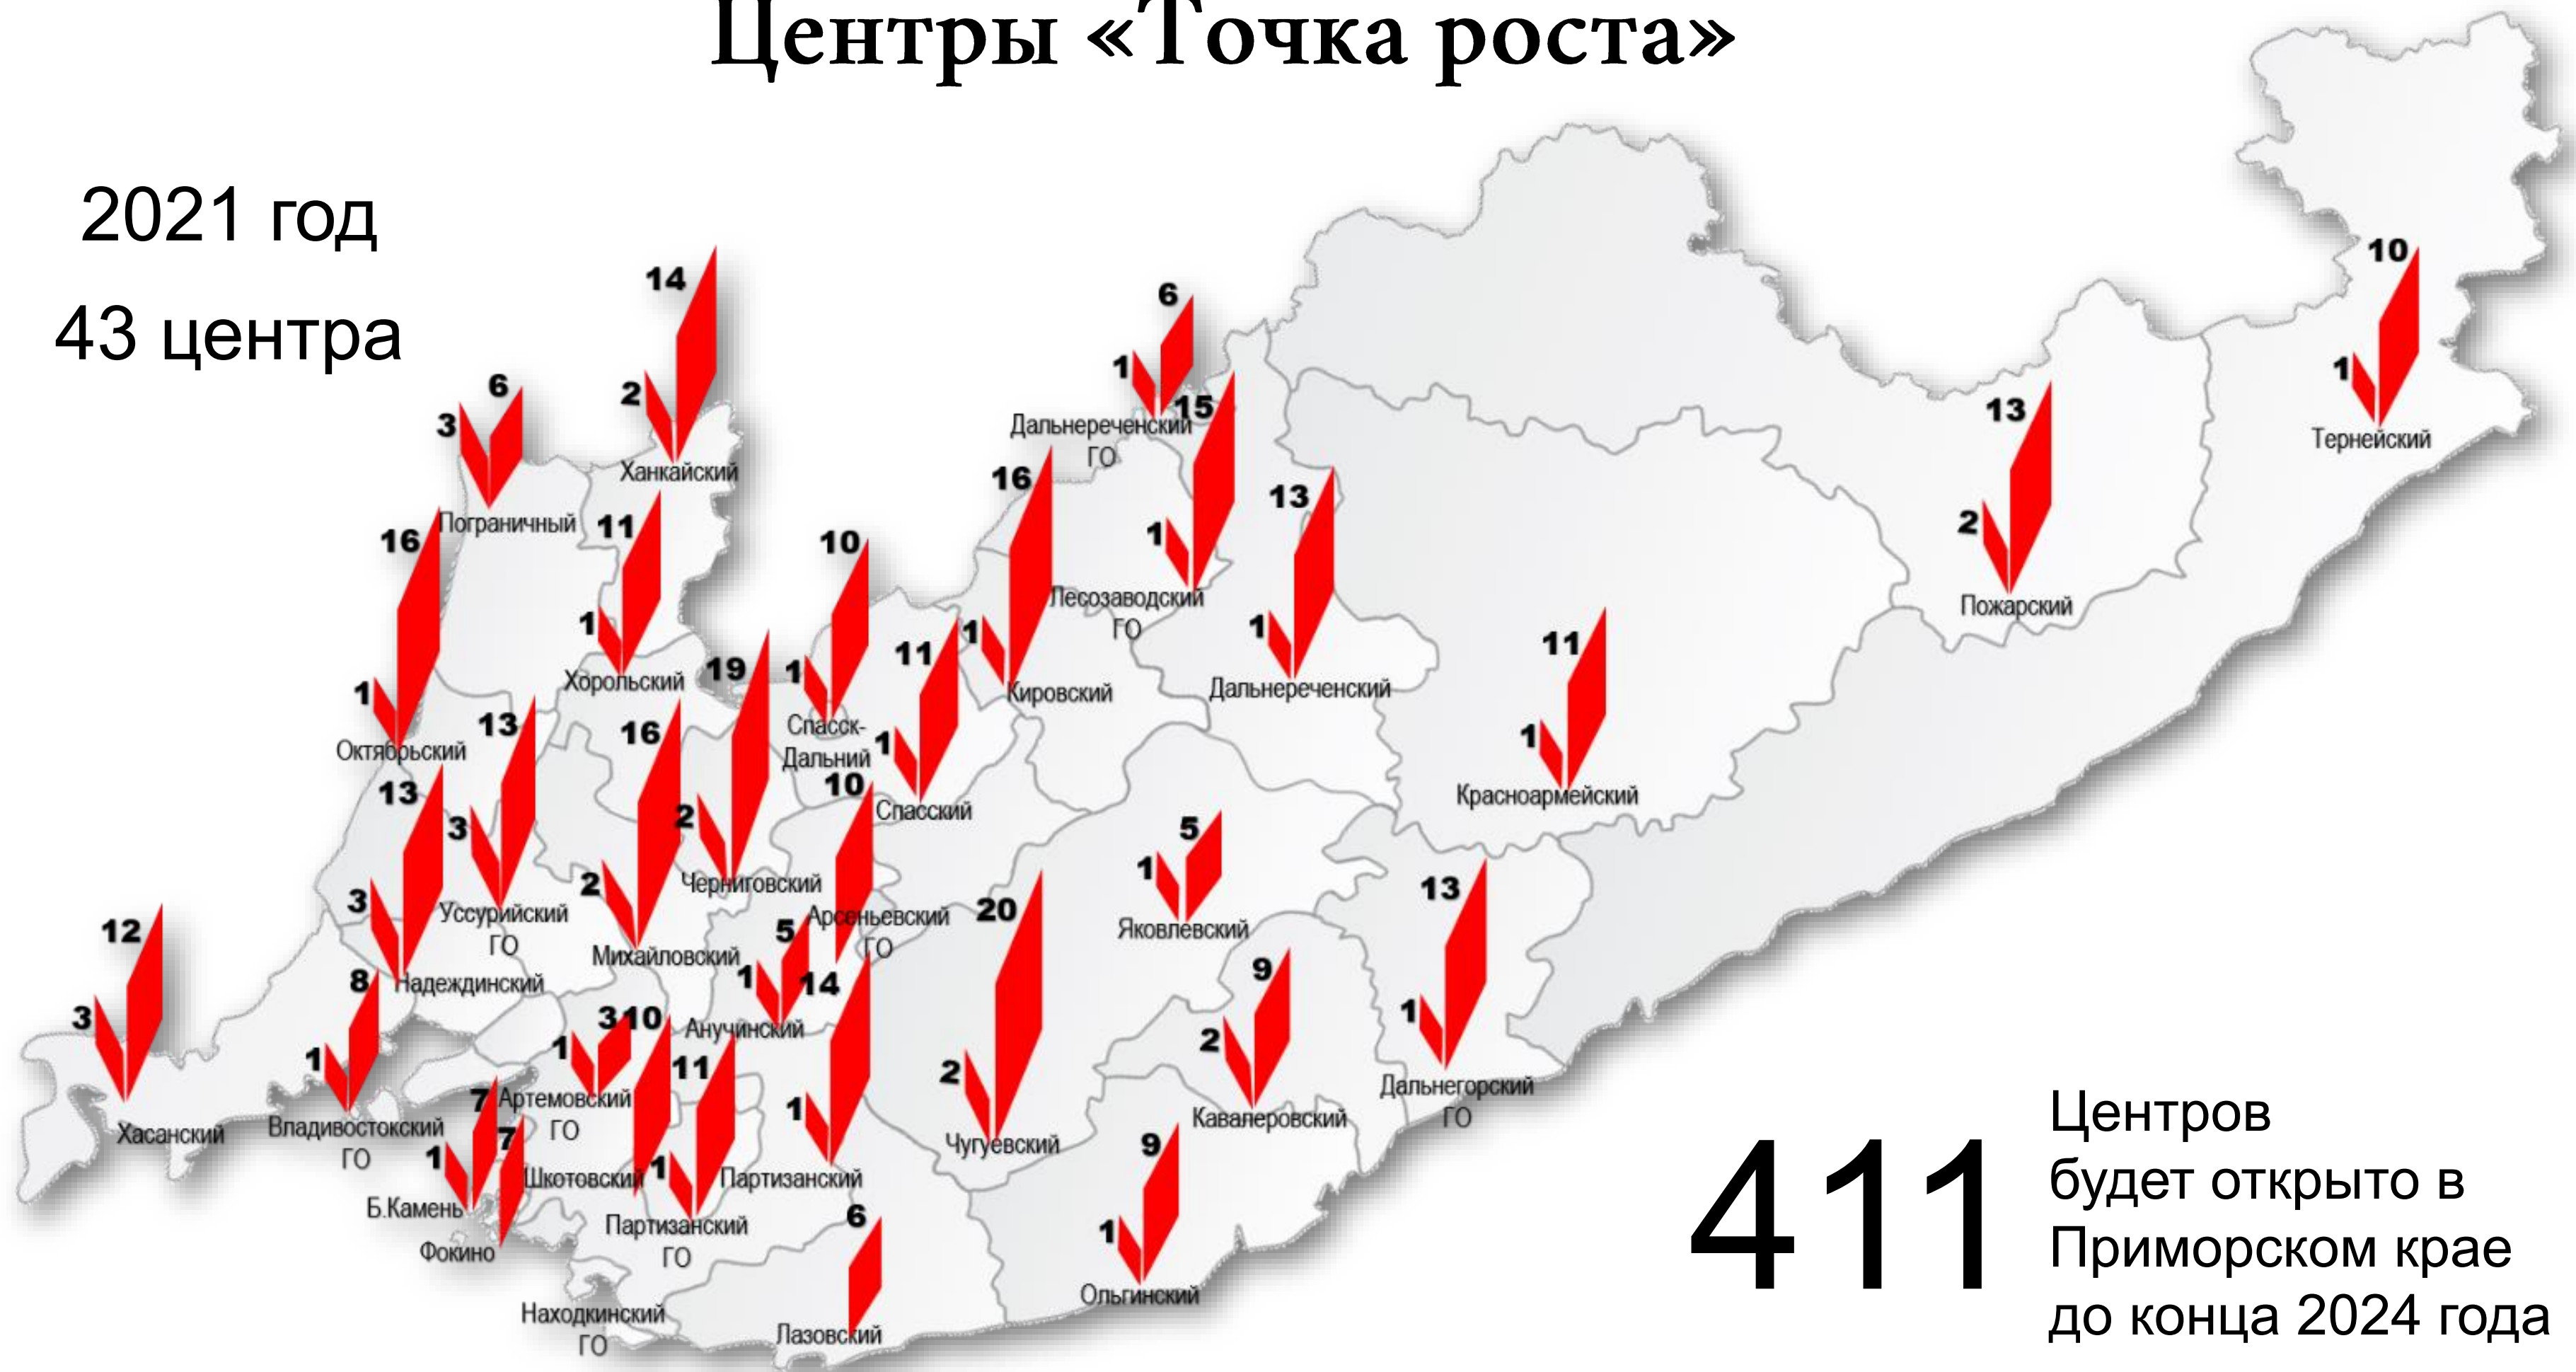 Центры «Точка роста»
2021 год
43 центра
14
2
Ханкайский
6
3
Пограничный
6
1
Дальнереченский
ГО
10
1
Тернейский
15
1
Лесозаводский
ГО
13
2
Пожарский
16
1
Кировский
13
1
Дальнереченский
16
1
Октябрьский
11
1
Хорольский
10
1
Спасск-
Дальний
11
1
Спасский
11
1
Красноармейский
19
2
Черниговский
13
3
Уссурийский
ГО
16
2
Михайловский
13
3
Надеждинский
10
Арсеньевский
ГО
5
1
Яковлевский
13
1
Дальнегорский
ГО
20
2
Чугуевский
12
3
Хасанский
5
1
Анучинский
9
2
Кавалеровский
8
1
Владивостокский
ГО
3
1
Артемовский
ГО
10
Шкотовский
11
1
Партизанский
ГО
14
1
Партизанский
7
1
Б.Камень
7
Фокино
9
1
Ольгинский
6
Лазовский
Находкинский
ГО
411
Центров
будет открыто в
Приморском крае
до конца 2024 года